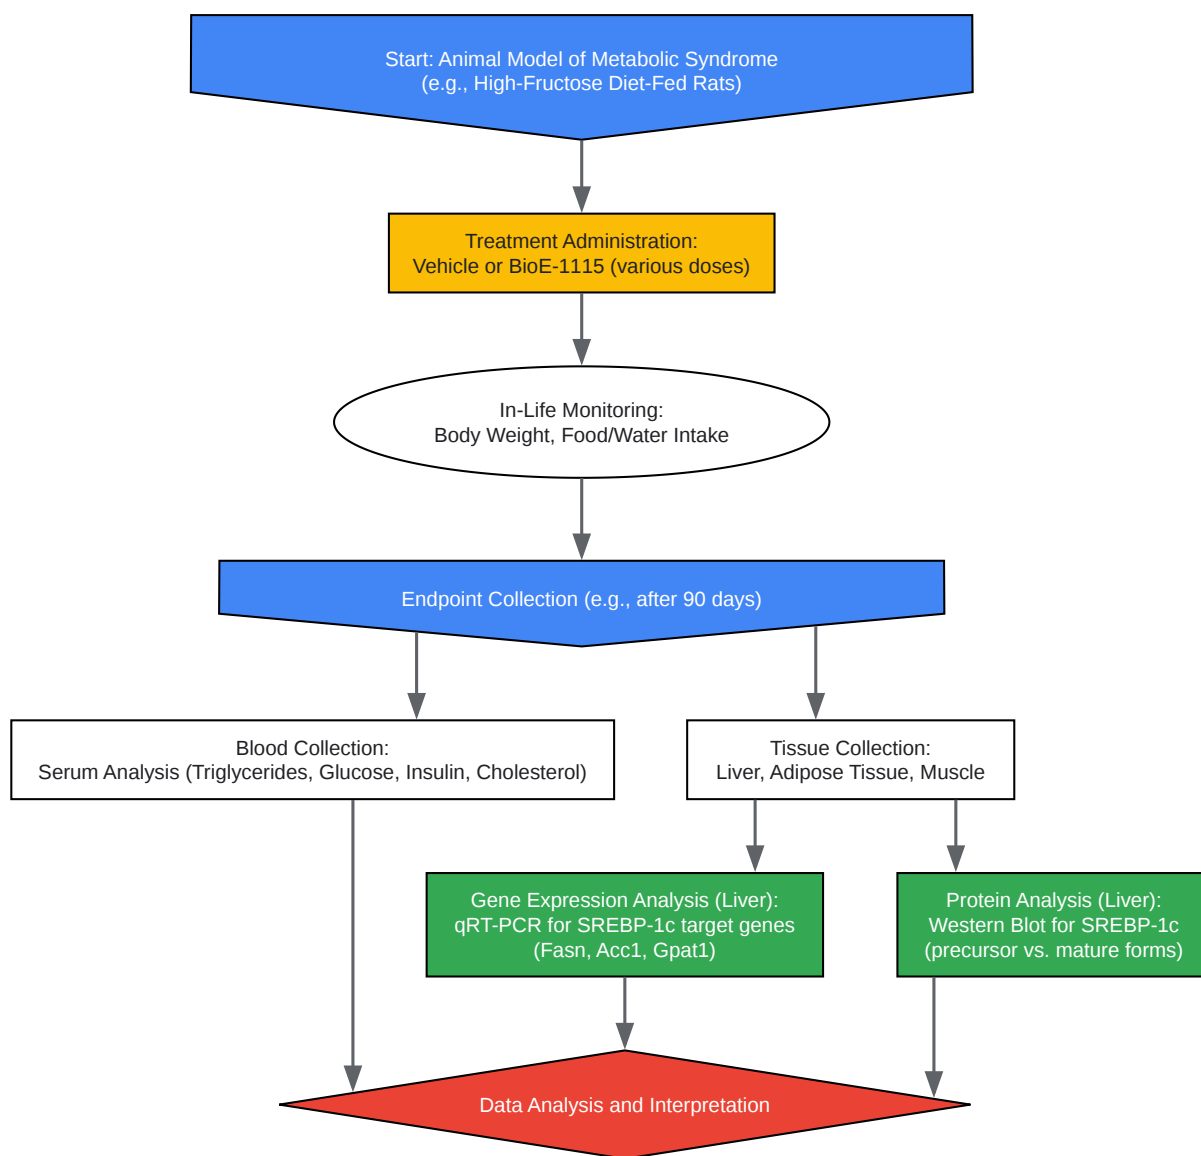 Start: Animal Model of Metabolic Syndrome
(e.g., High-Fructose Diet-Fed Rats)
Treatment Administration:
Vehicle or BioE-1115 (various doses)
In-Life Monitoring:
Body Weight, Food/Water Intake
Endpoint Collection (e.g., after 90 days)
Blood Collection:
Serum Analysis (Triglycerides, Glucose, Insulin, Cholesterol)
Tissue Collection:
Liver, Adipose Tissue, Muscle
Gene Expression Analysis (Liver):
qRT-PCR for SREBP-1c target genes
(Fasn, Acc1, Gpat1)
Protein Analysis (Liver):
Western Blot for SREBP-1c
(precursor vs. mature forms)
Data Analysis and Interpretation